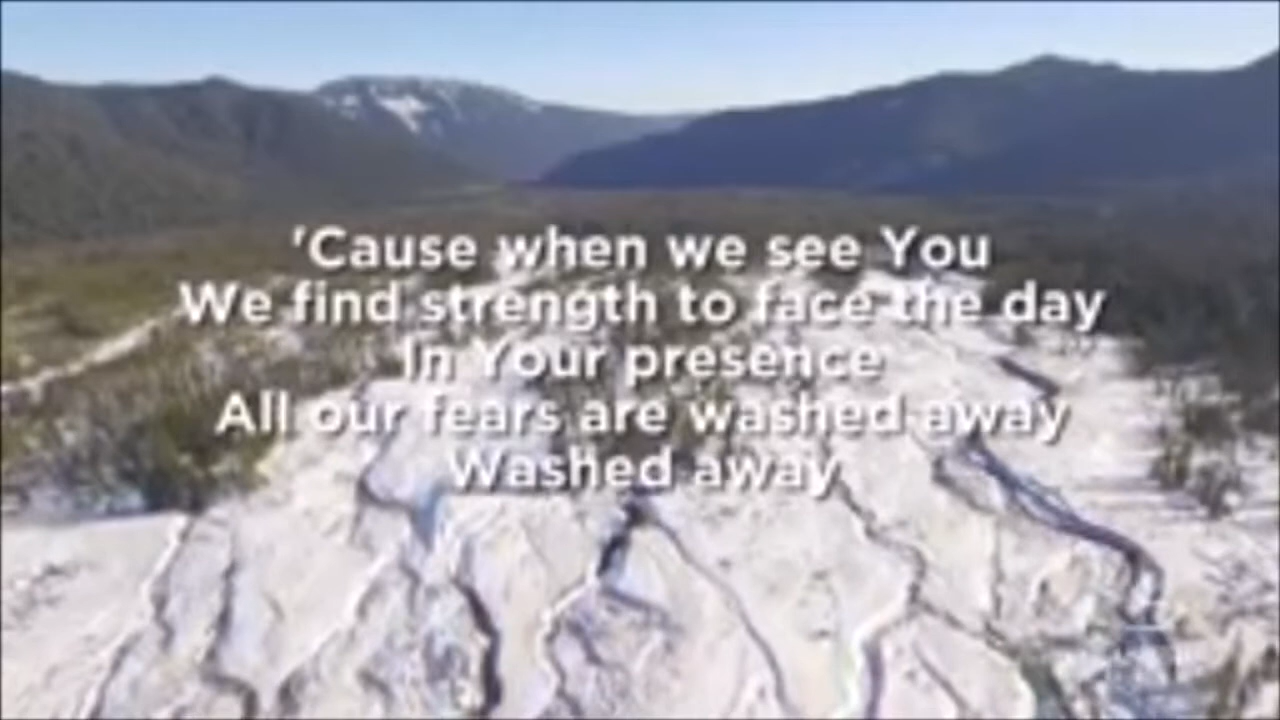 'Cause when we see You
We find strength to face the day
In Your presence
All our fears are washed away
Washed away